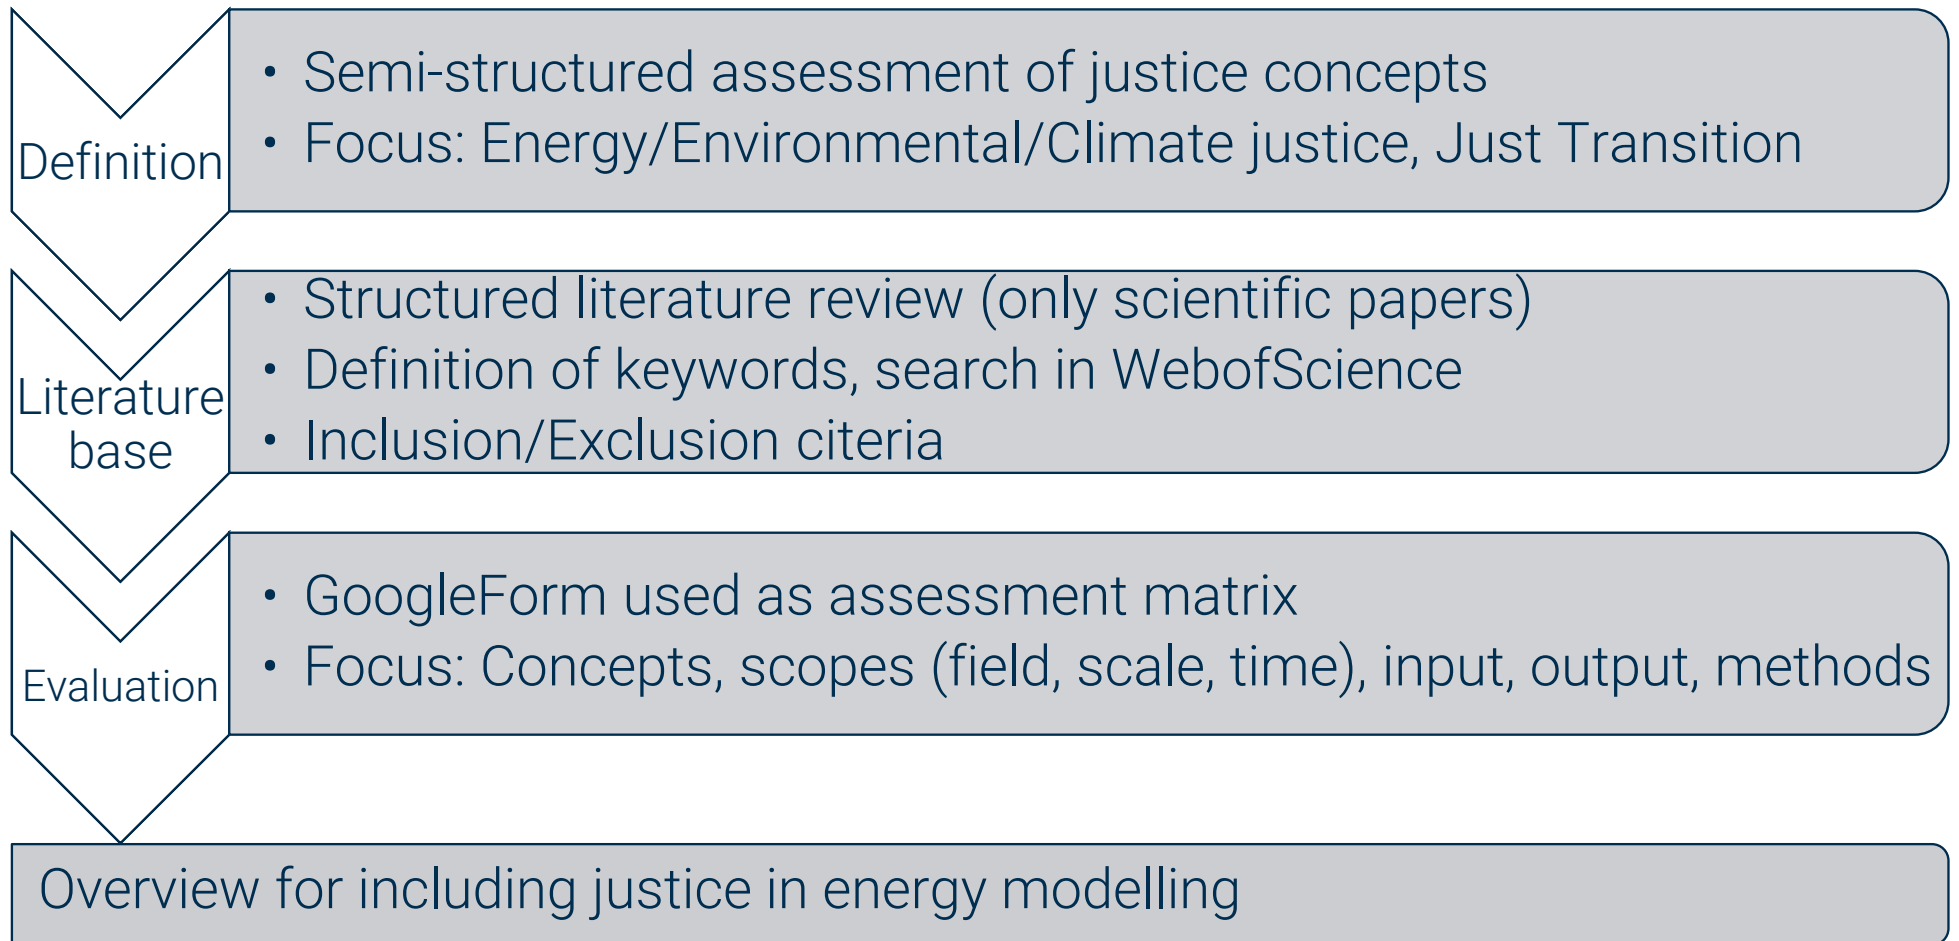 Definition
• Semi-structured assessment of justice concepts
• Focus: Energy/Environmental/Climate justice, Just Transition
Literature
base
• Structured literature review (only scientific papers)
• Definition of keywords, search in WebofScience
• Inclusion/Exclusion citeria
Evaluation
• GoogleForm used as assessment matrix
• Focus: Concepts, scopes (field, scale, time), input, output, methods
Overview for including justice in energy modelling